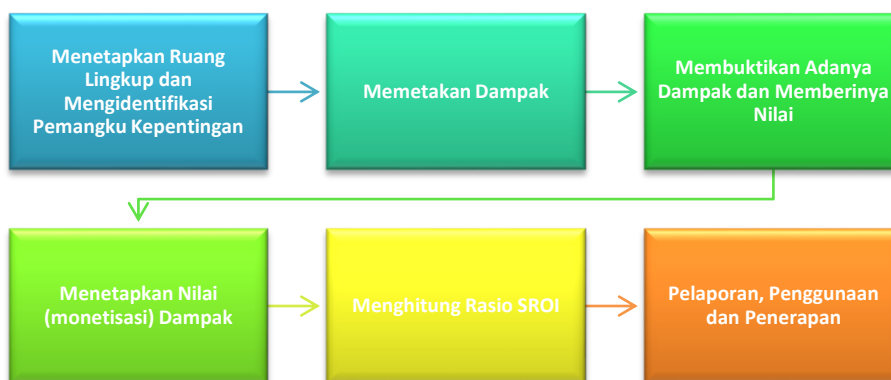 Menetapkan Ruang
Lingkup dan
Mengidentifikasi
Pemangku Kepentingan
Memetakan Dampak
Membuktikan Adanya
Dampak dan Memberinya
Nilai
Menetapkan Nilai
(monetisasi) Dampak
Menghitung Rasio SROI
Pelaporan, Penggunaan
dan Penerapan